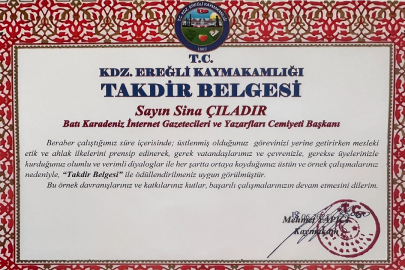 T.C.
KDZ. EREĞLİ KAYMAKAMLIĞI
TAKDİR BELGESİ
Sayın Sina ÇILADIR
Batı Karadeniz İnternet Gazetecileri ve Yazarları Cemiyeti Başkanı
Beraber çalıştığımız süre içerisinde; üstlenmiş olduğunuz görevinizi yerine getirirken mesleki
etik ve ahlak ilkelerini prensip edinerek, gerek vatandaşlarımız ve çevrenizle, gerekse üyelerinizle
kurduğunuz olumlu ve verimli diyaloglar ile her şartta ortaya koyduğunuz üstün ve örnek çalışmalarınız
nedeniyle, "Takdir Belgesi" ile ödüllendirilmeniz uygun görülmüştür.
Bu örnek davranışlarınız ve katkılarınız kutlar, başarılı çalışmalarınızın devam etmesini dilerim.
Mehmet YAPICI
Kaymakam